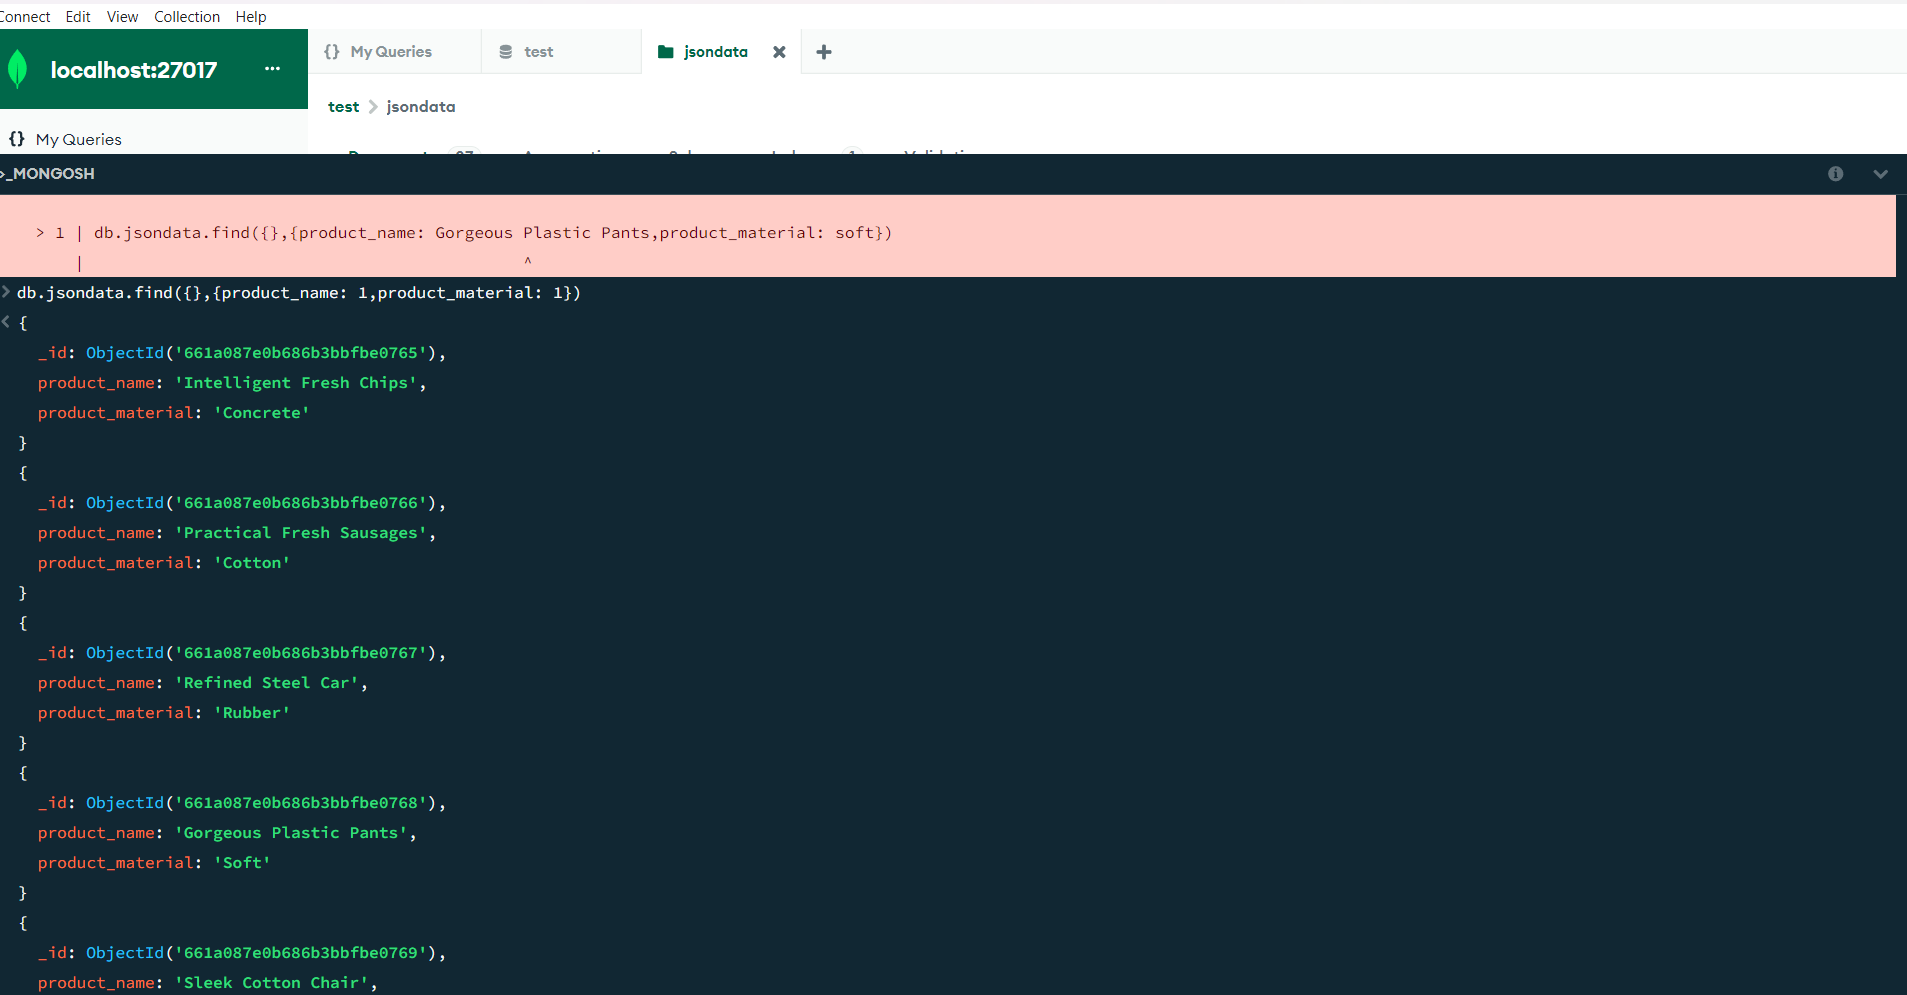 Connect Edit View Collection Help
localhost:27017 ...
{} My Queries
test
jsondata
test > jsondata
{} My Queries
>_MONGOSH
> 1 | db.jsondata.find({},{product_name: Gorgeous Plastic Pants,product_material: soft})
| ^
> db.jsondata.find({},{product_name: 1,product_material: 1})
< {
_id: ObjectId('661a087e0b686b3bbfbe0765'),
product_name: 'Intelligent Fresh Chips',
product_material: 'Concrete'
}
{
_id: ObjectId('661a087e0b686b3bbfbe0766'),
product_name: 'Practical Fresh Sausages',
product_material: 'Cotton'
}
{
_id: ObjectId('661a087e0b686b3bbfbe0767'),
product_name: 'Refined Steel Car',
product_material: 'Rubber'
}
{
_id: ObjectId('661a087e0b686b3bbfbe0768'),
product_name: 'Gorgeous Plastic Pants',
product_material: 'Soft'
}
{
_id: ObjectId('661a087e0b686b3bbfbe0769'),
product_name: 'Sleek Cotton Chair',